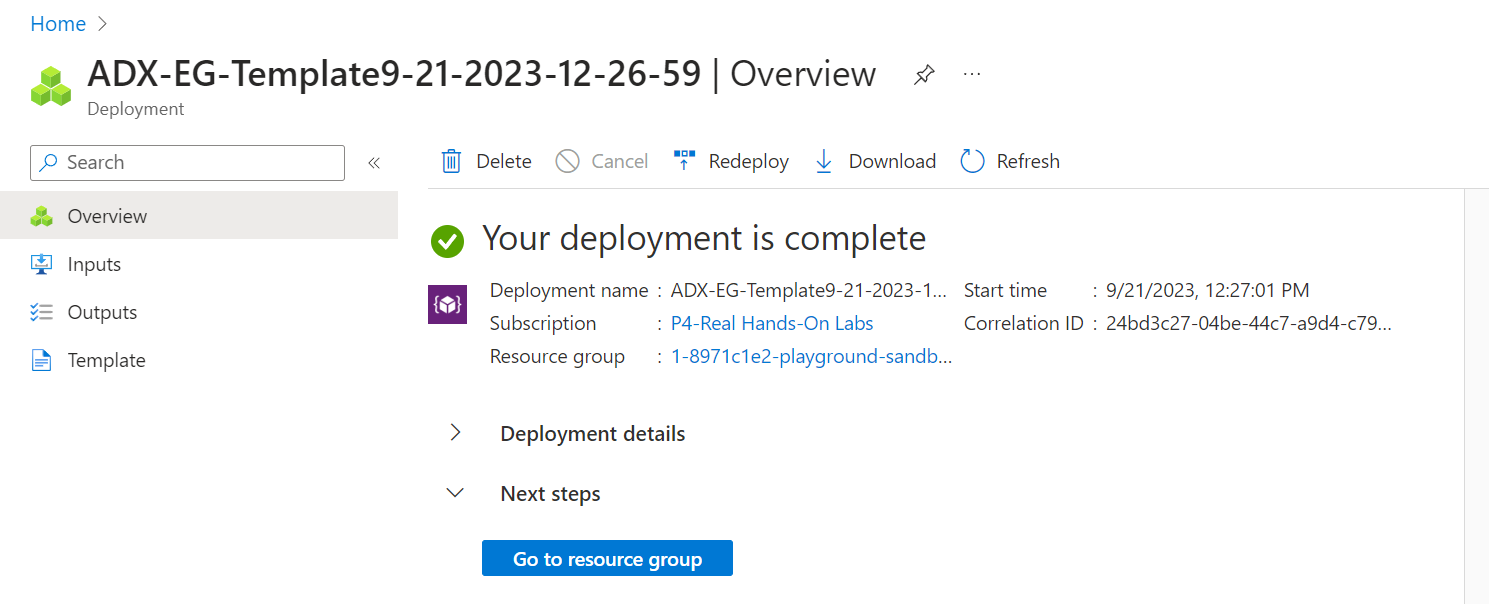 Home
ADX-EG-Template9-21-2023-12-26-59 | Overview
Deployment
Search
Overview
Inputs
Outputs
Template
Delete Cancel Redeploy Download Refresh
Your deployment is complete
Deployment name : ADX-EG-Template9-21-2023-1... Start time : 9/21/2023, 12:27:01 PM
Subscription : P4-Real Hands-On Labs Correlation ID : 24bd3c27-04be-44c7-a9d4-c79...
Resource group : 1-8971c1e2-playground-sandb...
Deployment details
Next steps
Go to resource group